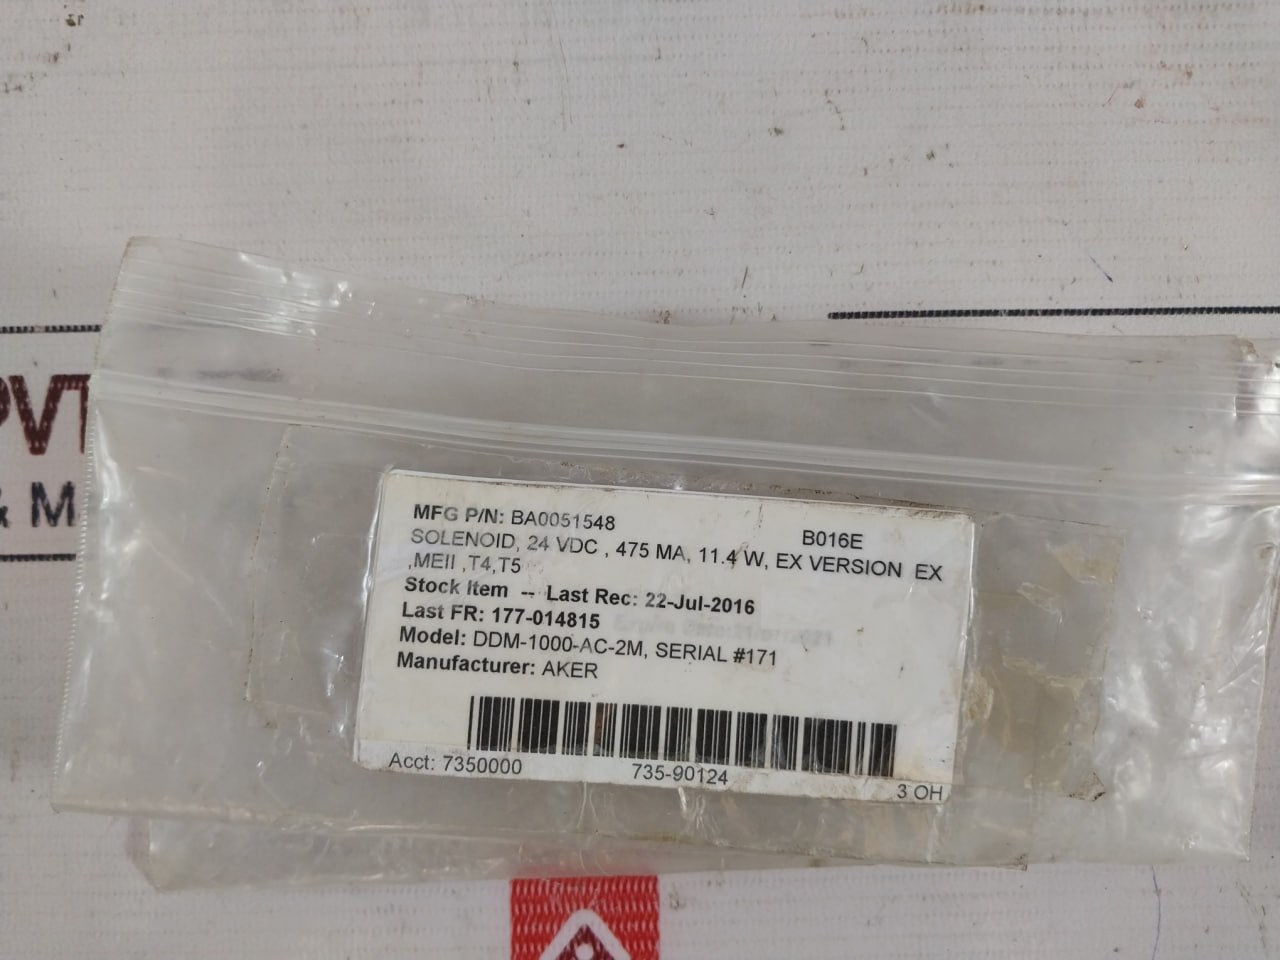 PVT
& M
MFG P/N: BA0051548 B016E
SOLENOID, 24 VDC , 475 MA, 11.4 W, EX VERSION EX
,MEII ,T4,T5
Stock Item -- Last Rec: 22-Jul-2016
Last FR: 177-014815
Model: DDM-1000-AC-2M, SERIAL #171
Manufacturer: AKER
Acct: 7350000 735-90124 3 OH